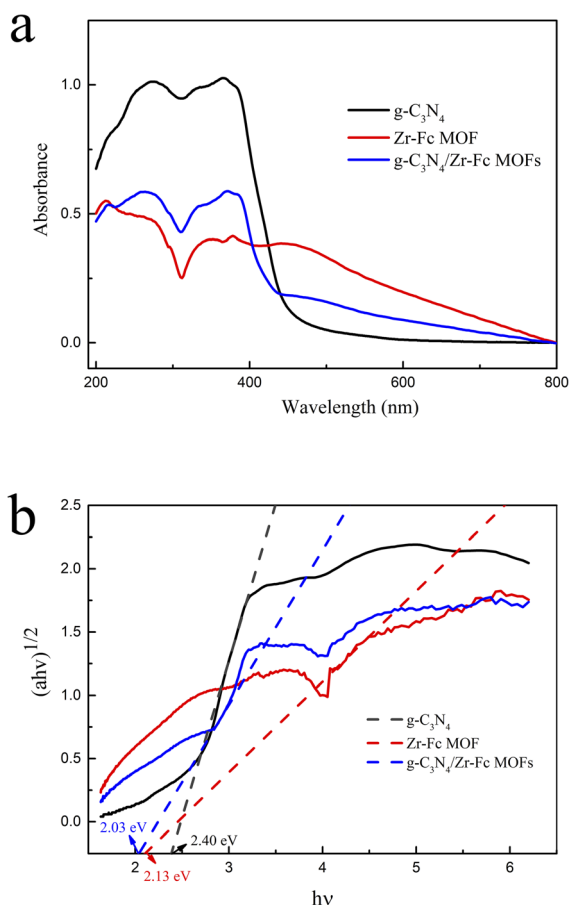 a
1.0
0.5
0.0
Absorbance
g-C₃N₄
Zr-Fc MOF
g-C₃N₄/Zr-Fc MOFs
200
400
600
800
Wavelength (nm)
b
2.5
2.0
1.5
1.0
0.5
0.0
(ahν)^1/2
g-C₃N₄
Zr-Fc MOF
g-C₃N₄/Zr-Fc MOFs
2.03 eV
2.40 eV
2.13 eV
2
3
4
5
6
hν